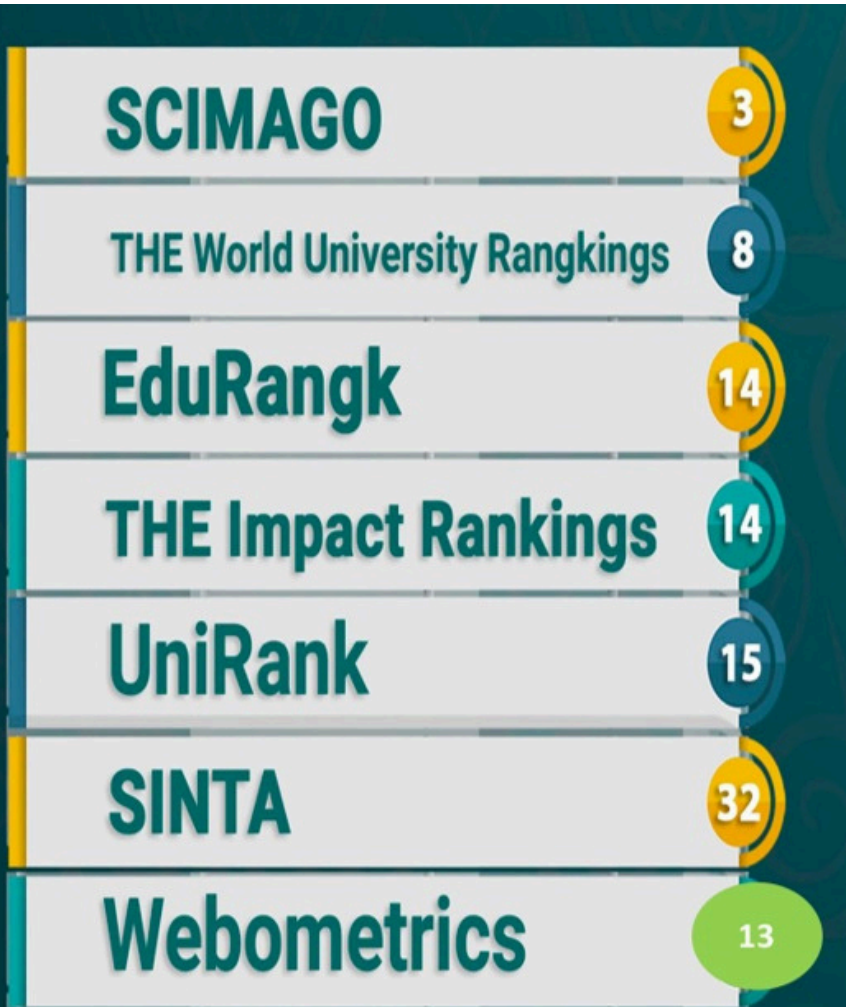 SCIMAGO 3
THE World University Rangkings 8
EduRangk 14
THE Impact Rankings 14
UniRank 15
SINTA 32
Webometrics 13